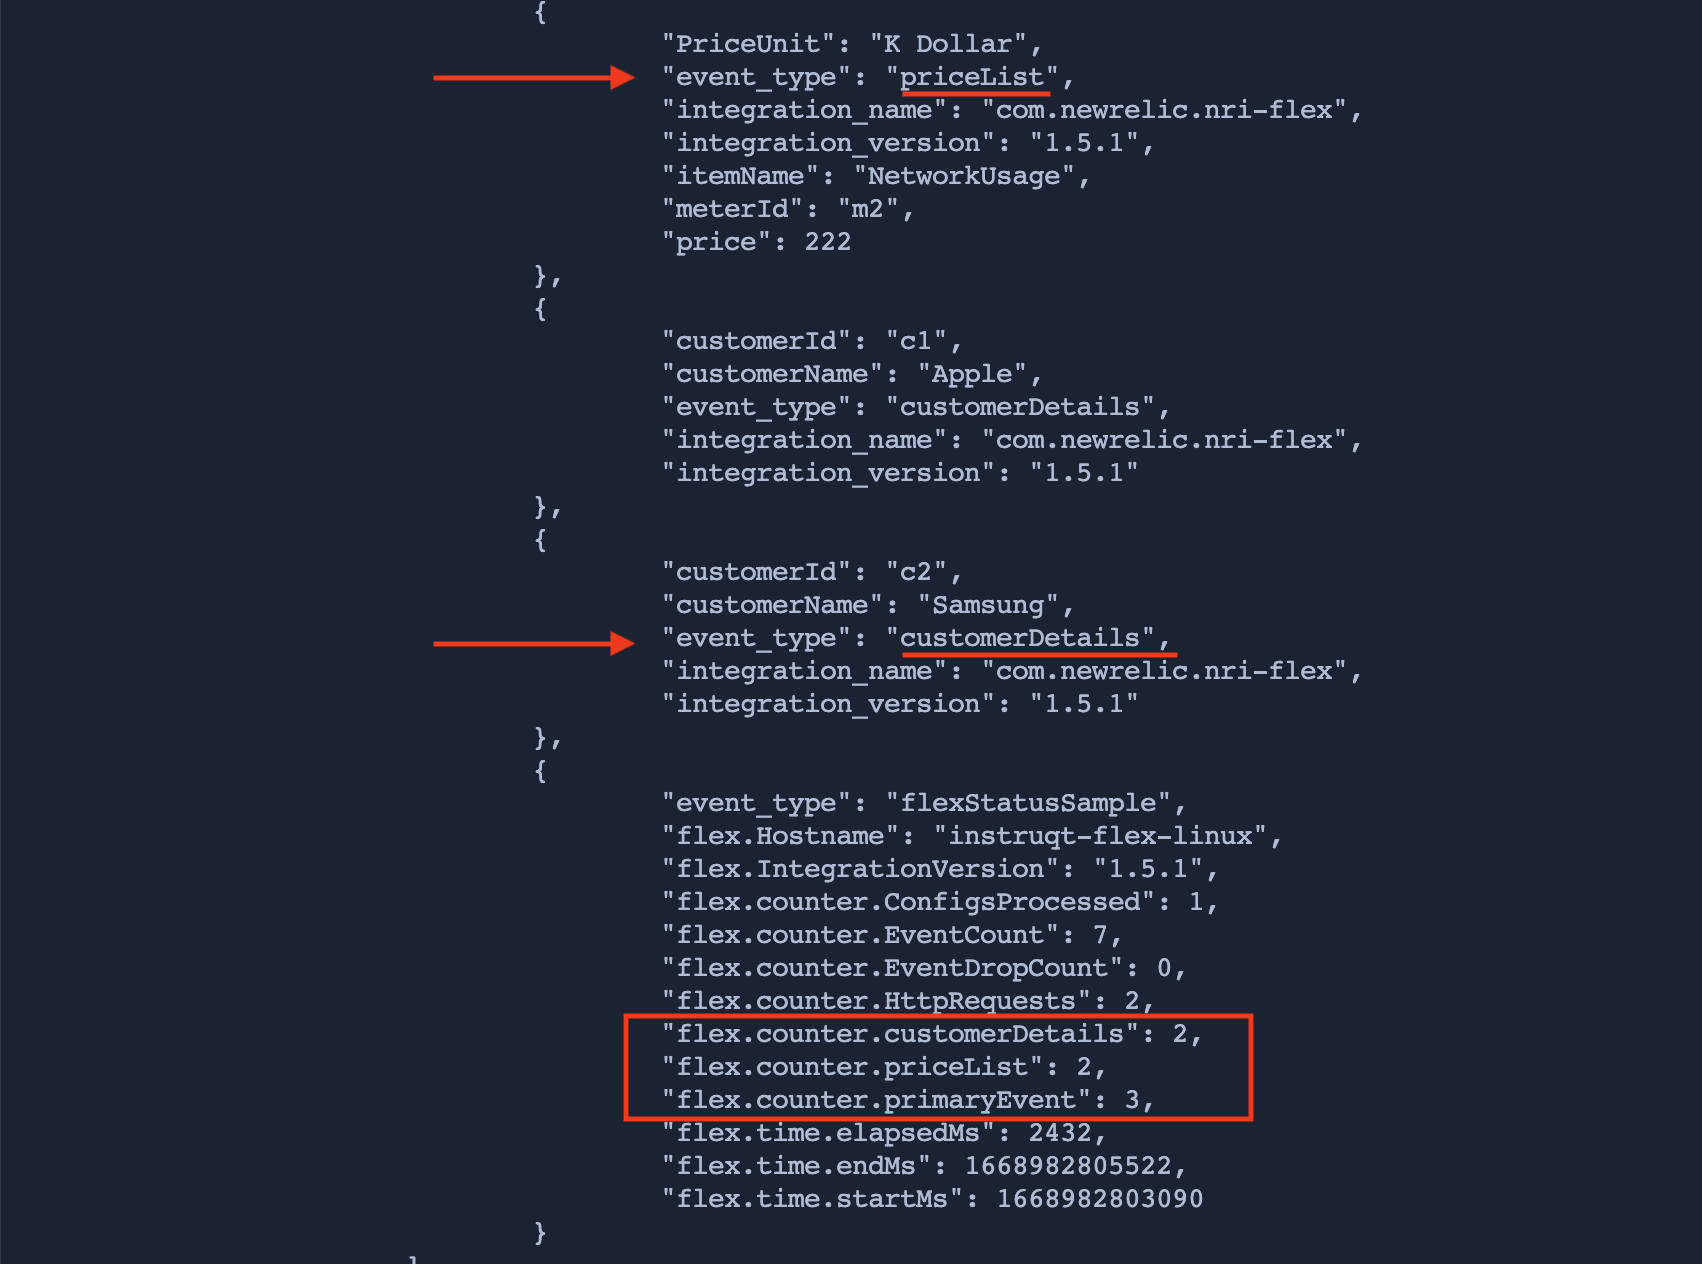 {
"PriceUnit": "K Dollar",
"event_type": "priceList",
"integration_name": "com.newrelic.nri-flex",
"integration_version": "1.5.1",
"itemName": "NetworkUsage",
"meterId": "m2",
"price": 222
},
{
"customerId": "c1",
"customerName": "Apple",
"event_type": "customerDetails",
"integration_name": "com.newrelic.nri-flex",
"integration_version": "1.5.1"
},
{
"customerId": "c2",
"customerName": "Samsung",
"event_type": "customerDetails",
"integration_name": "com.newrelic.nri-flex",
"integration_version": "1.5.1"
},
{
"event_type": "flexStatusSample",
"flex.Hostname": "instruqt-flex-linux",
"flex.IntegrationVersion": "1.5.1",
"flex.counter.ConfigsProcessed": 1,
"flex.counter.EventCount": 7,
"flex.counter.EventDropCount": 0,
"flex.counter.HttpRequests": 2,
"flex.counter.customerDetails": 2,
"flex.counter.priceList": 2,
"flex.counter.primaryEvent": 3,
"flex.time.elapsedMs": 2432,
"flex.time.endMs": 1668982805522,
"flex.time.startMs": 1668982803090
}